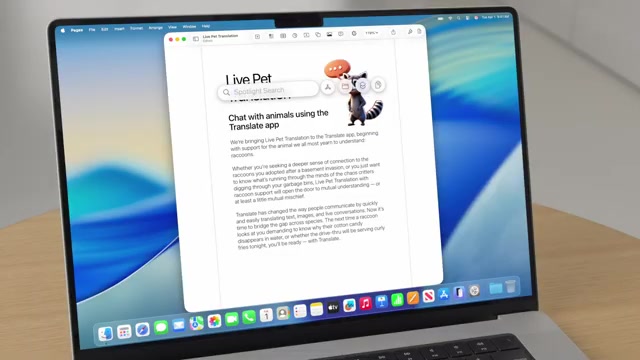 Pages File Edit Insert Format Arrange View Window Help
Live Pet Translation
Live Pet
Spotlight Search
Translation
Chat with animals using the
Translate app
We're bringing Live Pet Translation to the Translate app, beginning
with support for the animal we all most yearn to understand:
raccoons.
Whether you're seeking a deeper sense of connection to the
raccoons you adopted after a basement invasion, or you just want
to know what's running through the minds of the chaos critters
digging through your garbage bins, Live Pet Translation with
raccoon support will open the door to mutual understanding — or
at least a little mutual mischief.
Translate has changed the way people communicate by quickly
and easily translating text, images, and live conversations. Now it's
time to bridge the gap across species. The next time a raccoon
looks at you demanding to know why their cotton candy
disappears in water, or whether the drive-thru will be serving curly
fries tonight, you'll be ready — with Translate.